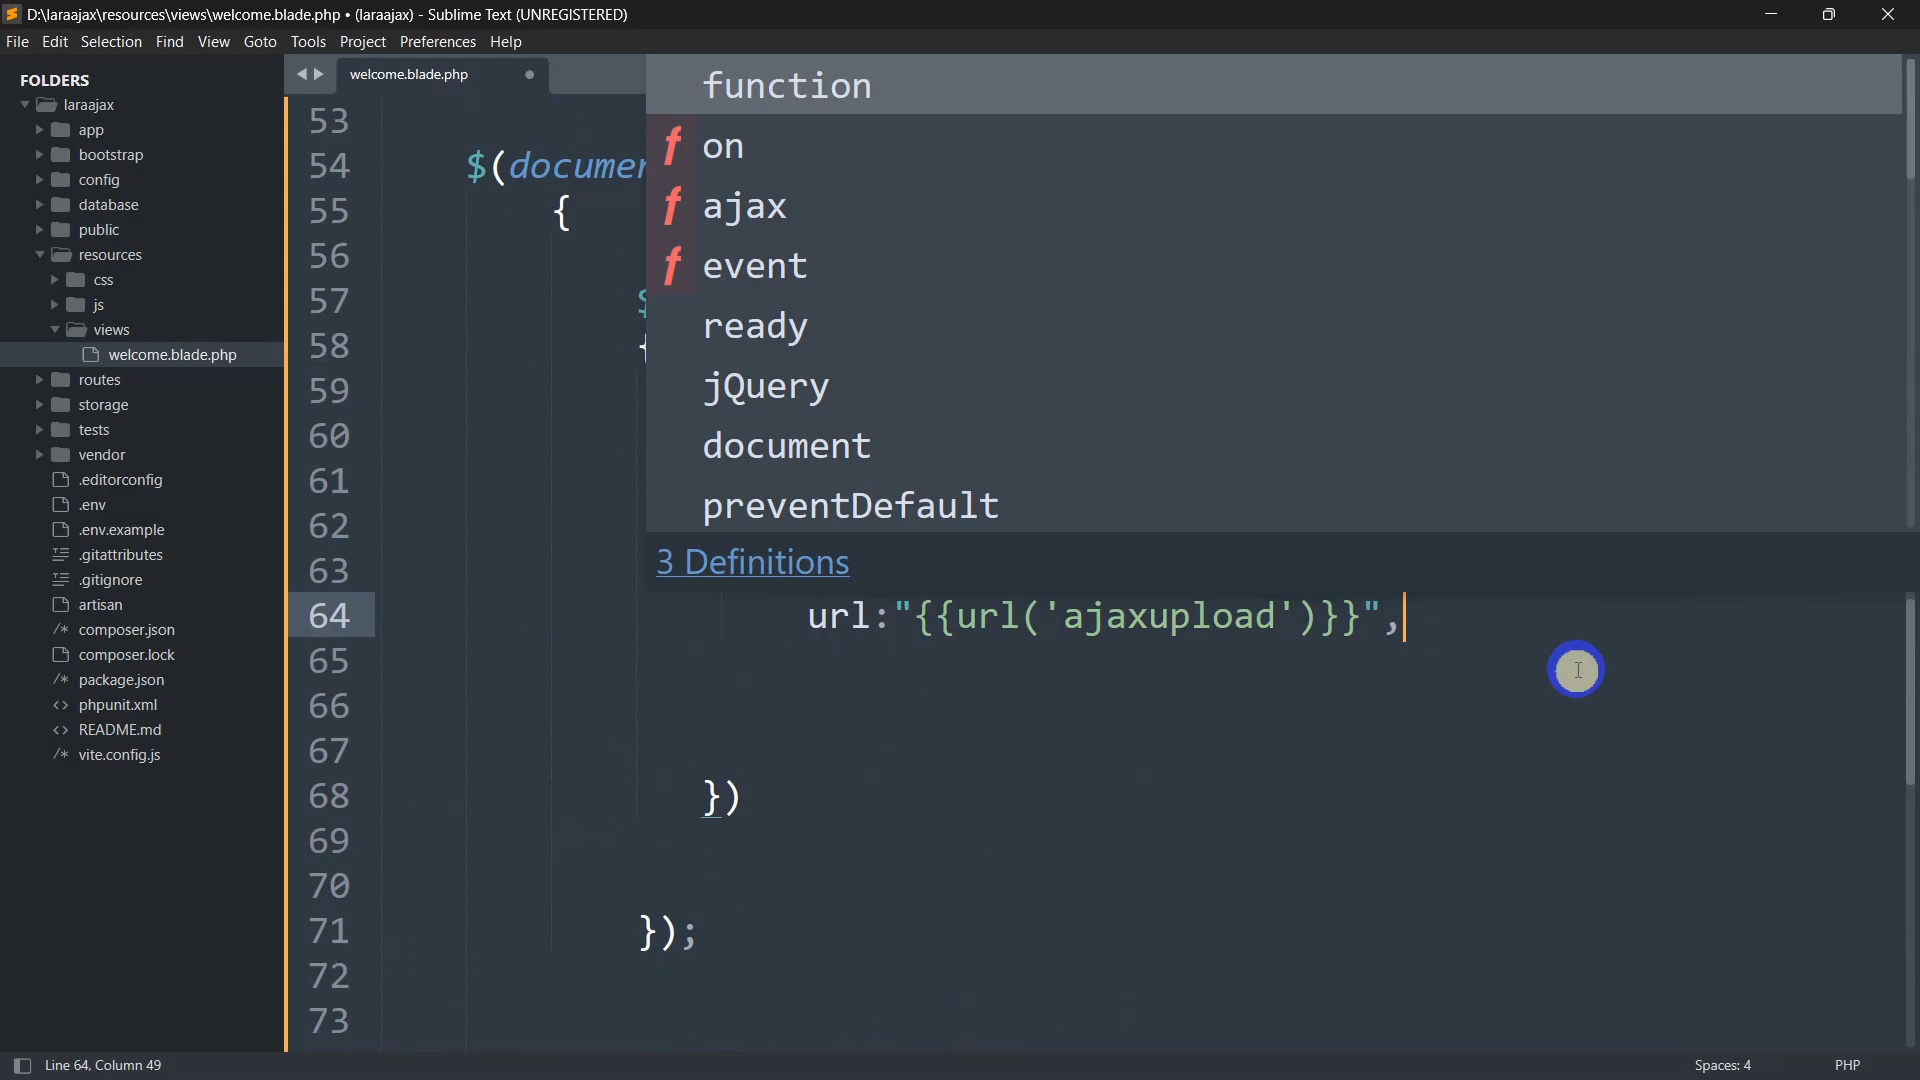 D:\laraajax\resources\views\welcome.blade.php • (laraajax) - Sublime Text (UNREGISTERED)
File Edit Selection Find View Goto Tools Project Preferences Help
FOLDERS
laraajax
app
bootstrap
config
database
public
resources
css
js
views
welcome.blade.php
routes
storage
tests
vendor
.editorconfig
.env
.env.example
.gitattributes
.gitignore
artisan
/* composer.json
composer.lock
/* package.json
<> phpunit.xml
<> README.md
/* vite.config.js
welcome.blade.php
53
54 $(documen
55 {
56
57 $
58 {
59
60
61
62
63
64 url:"{{url('ajaxupload')}}",
65
66
67
68 })
69
70
71 });
72
73
function
f on
f ajax
f event
ready
jQuery
document
preventDefault
3 Definitions
Line 64, Column 49
Spaces: 4
PHP